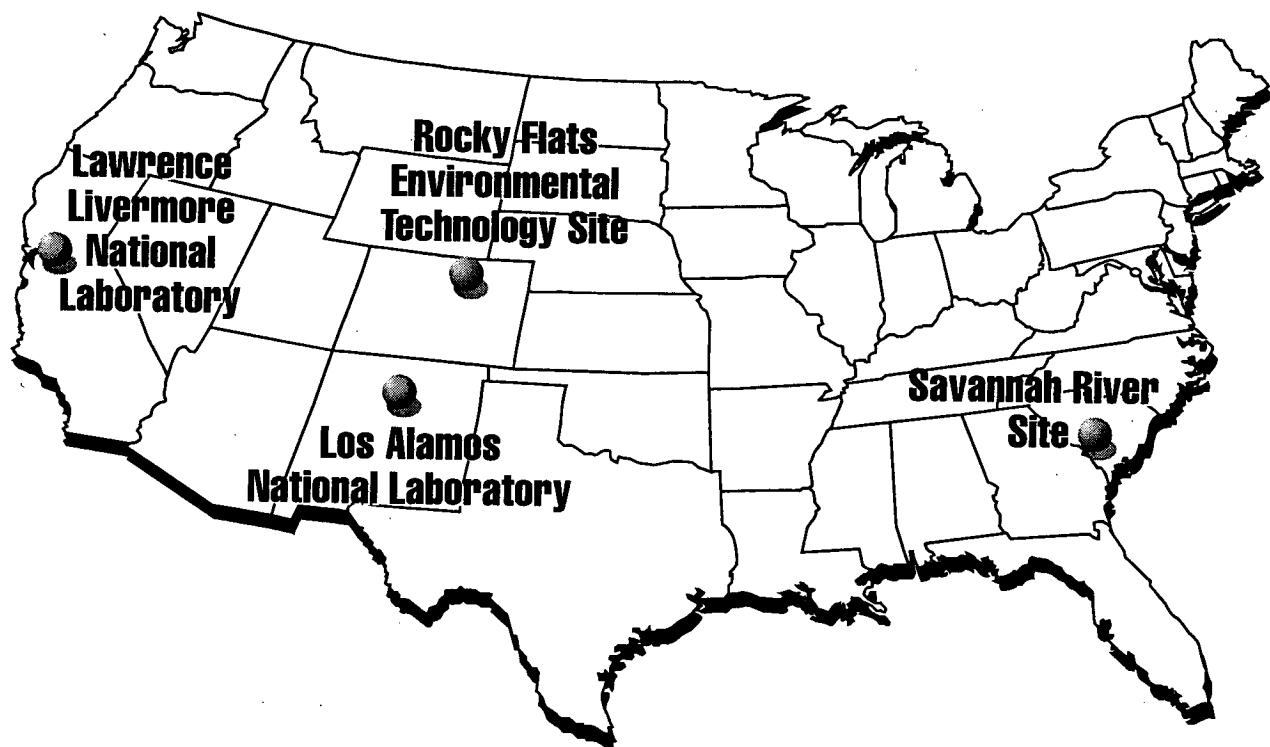 Lawrence
Livermore
National
Laboratory
Rocky Flats
Environmental
Technology Site
Los Alamos
National Laboratory
Savannah River
Site